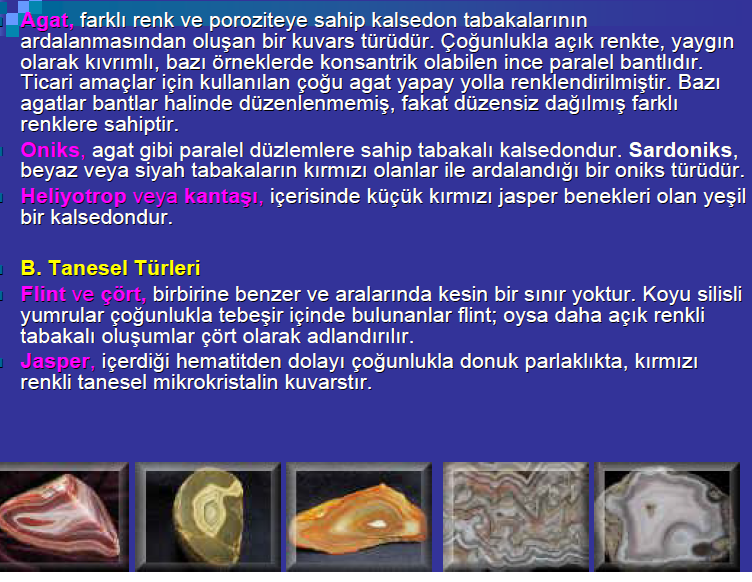 Agat, farklı renk ve poroziteye sahip kalsedon tabakalarının
ardalanmasından oluşan bir kuvars türüdür. Çoğunlukla açık renkte, yaygın
olarak kıvrımlı, bazı örneklerde konsantrik olabilen ince paralel bantlıdır.
Ticari amaçlar için kullanılan çoğu agat yapay yolla renklendirilmiştir. Bazı
agatlar bantlar halinde düzenlenmemiş, fakat düzensiz dağılmış farklı
renklere sahiptir.
Oniks, agat gibi paralel düzlemlere sahip tabakalı kalsedondur. Sardoniks,
beyaz veya siyah tabakaların kırmızı olanlar ile ardalandığı bir oniks türüdür.
Heliyotrop veya kantaşı, içerisinde küçük kırmızı jasper benekleri olan yeşil
bir kalsedondur.
B. Tanesel Türleri
Flint ve çört, birbirine benzer ve aralarında kesin bir sınır yoktur. Koyu silisli
yumrular çoğunlukla tebeşir içinde bulunanlar flint; oysa daha açık renkli
tabakalı oluşumlar çört olarak adlandırılır.
Jasper, içerdiği hematitden dolayı çoğunlukla donuk parlaklıkta, kırmızı
renkli tanesel mikrokristalin kuvarstır.